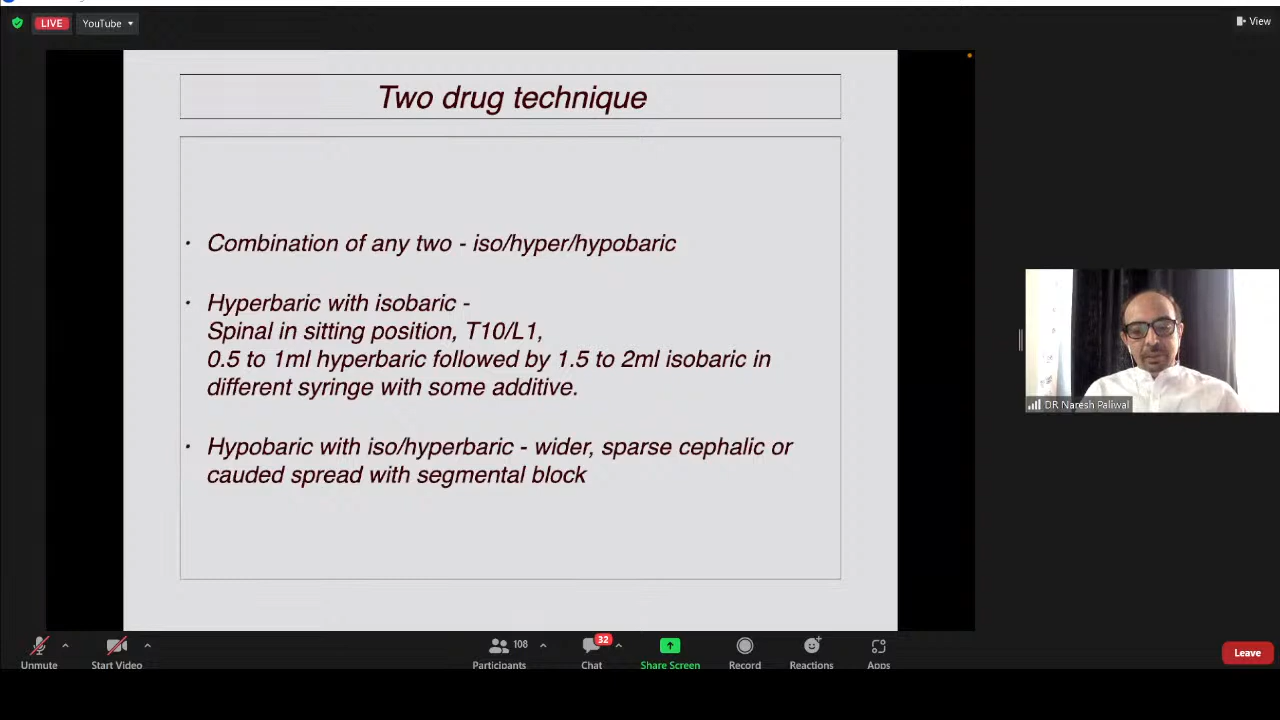 LIVE
YouTube
View
Two drug technique
· Combination of any two - iso/hyper/hypobaric
· Hyperbaric with isobaric -
Spinal in sitting position, T10/L1,
0.5 to 1ml hyperbaric followed by 1.5 to 2ml isobaric in
different syringe with some additive.
· Hypobaric with iso/hyperbaric - wider, sparse cephalic or
cauded spread with segmental block
DR Naresh Paliwal
Unmute
Start Video
108
Participants
32
Chat
Share Screen
Record
Reactions
Apps
Leave